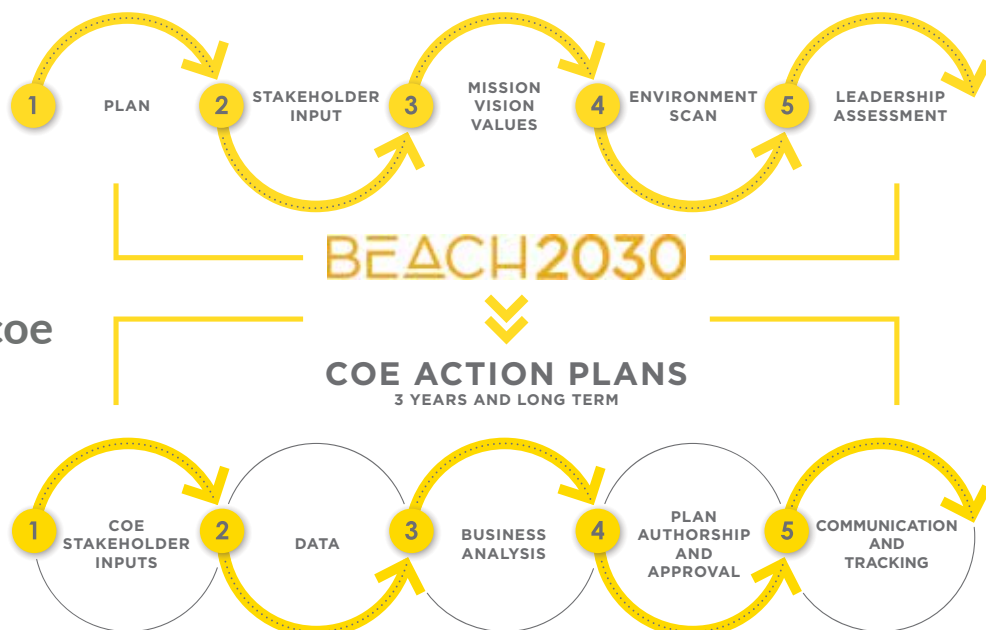 1
PLAN
2
STAKEHOLDER
INPUT
3
MISSION
VISION
VALUES
4
ENVIRONMENT
SCAN
5
LEADERSHIP
ASSESSMENT
BEACH2030
coe
COE ACTION PLANS
3 YEARS AND LONG TERM
1
COE
STAKEHOLDER
INPUTS
2
DATA
3
BUSINESS
ANALYSIS
4
PLAN
AUTHORSHIP
AND
APPROVAL
5
COMMUNICATION
AND
TRACKING